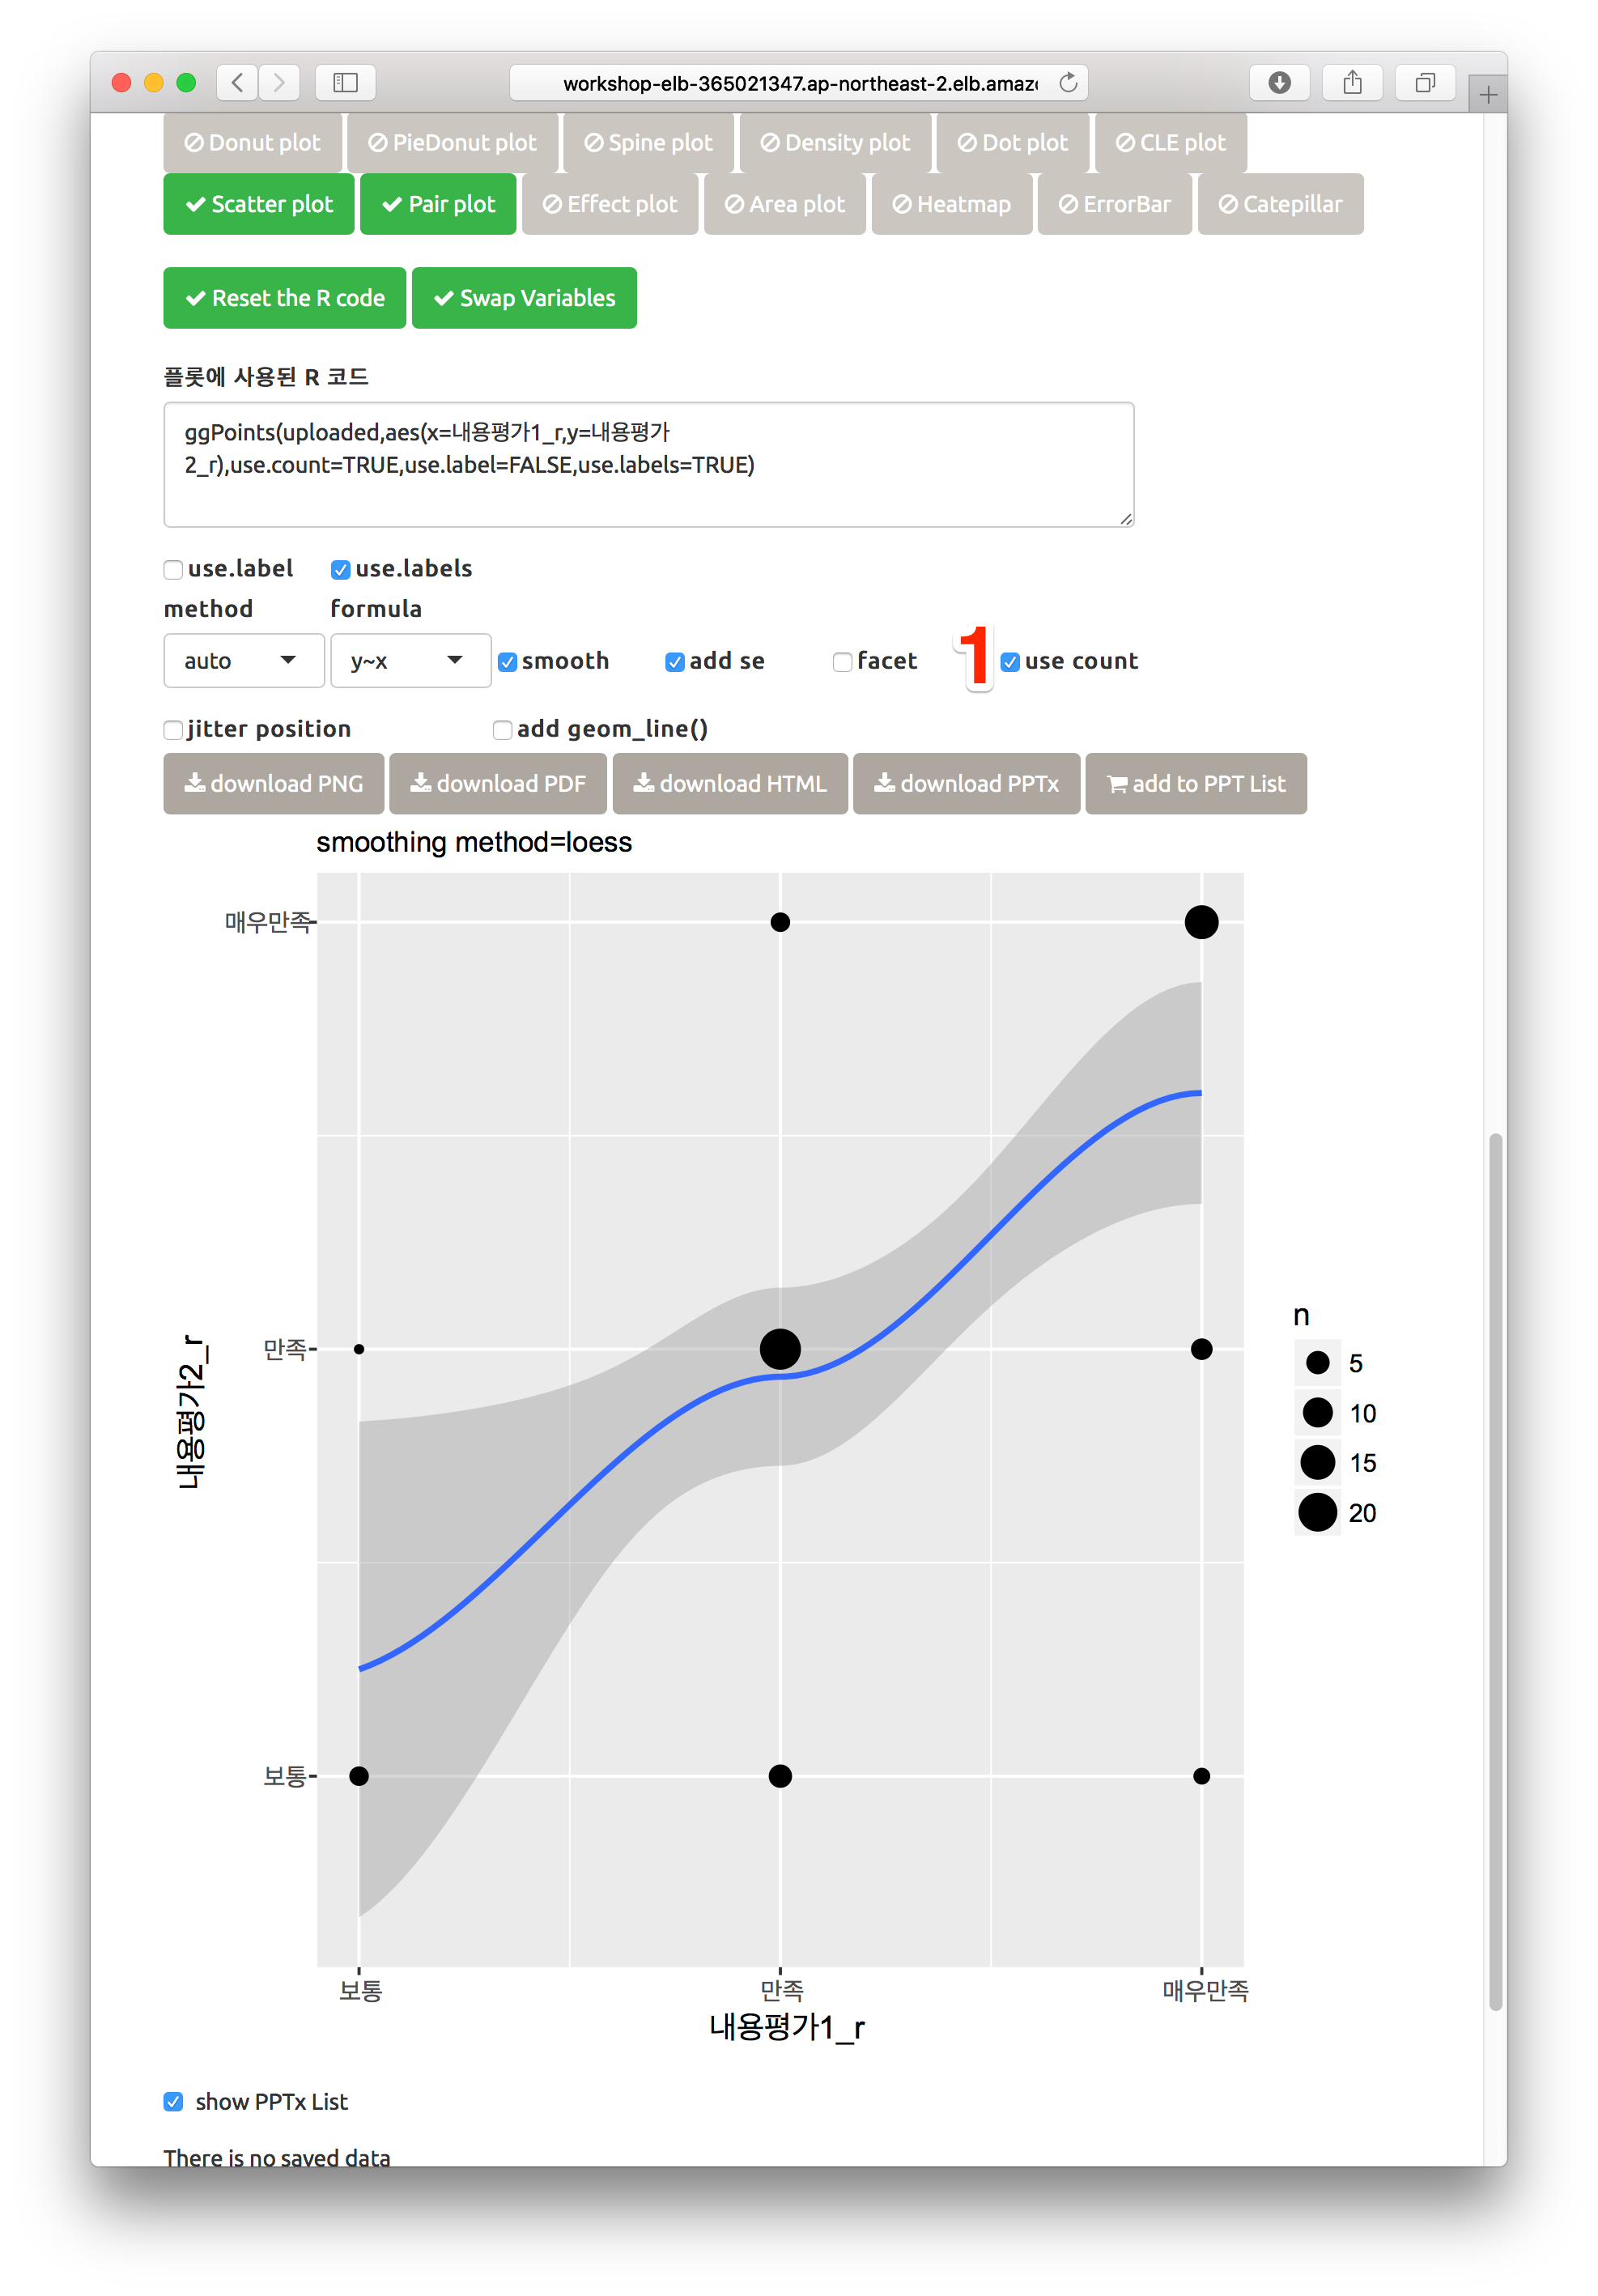 workshop-elb-365021347.ap-northeast-2.elb.amaz
Donut plot PieDonut plot Spine plot Density plot Dot plot CLE plot
Scatter plot Pair plot Effect plot Area plot Heatmap ErrorBar Catepillar
Reset the R code Swap Variables
플롯에 사용된 R 코드
ggPoints(uploaded,aes(x=내용평가1_r,y=내용평가
2_r),use.count=TRUE,use.label=FALSE,use.labels=TRUE)
use.label use.labels
method formula
auto y~x smooth add se facet 1 use count
jitter position add geom_line()
download PNG download PDF download HTML download PPTx add to PPT List
smoothing method=loess
매우만족
만족
보통
내용평가2_r
n
5
10
15
20
보통 만족 매우만족
내용평가1_r
show PPTx List
There is no saved data